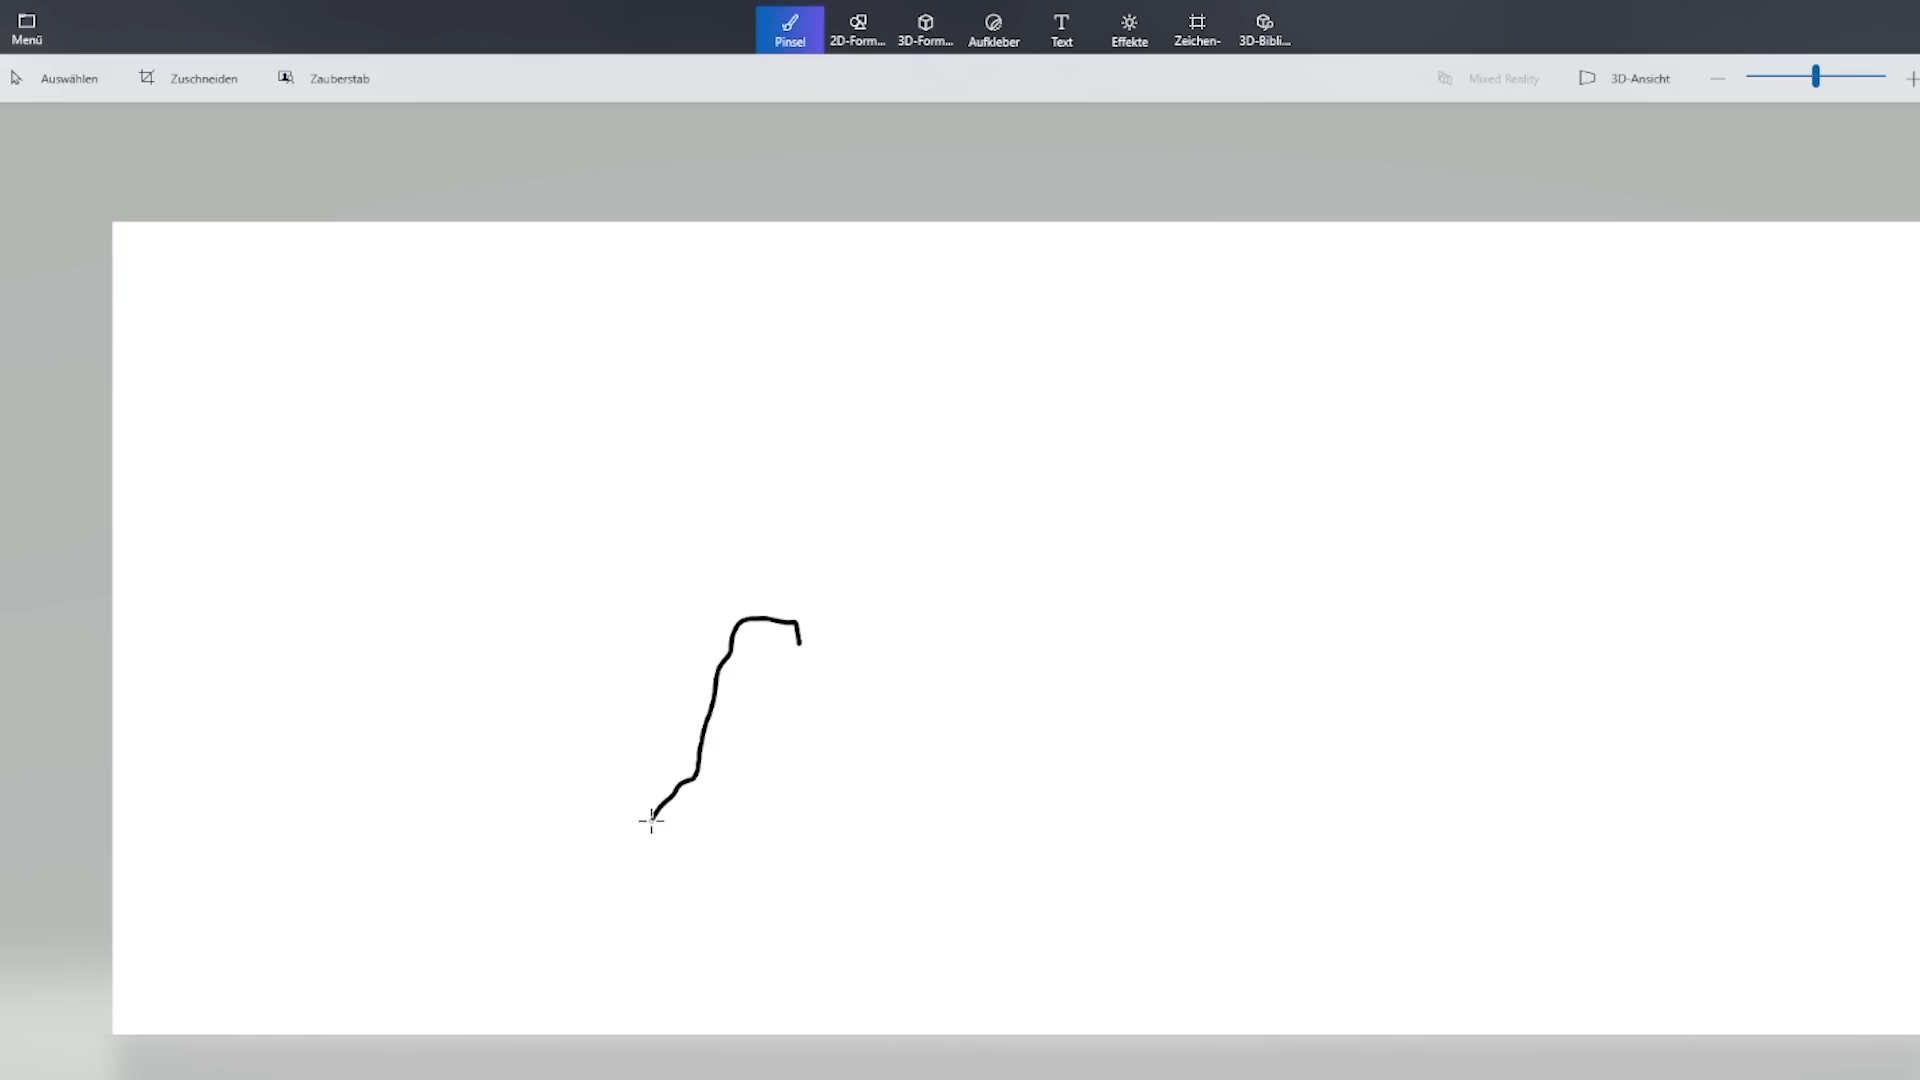 Menü Pinsel 2D-Form... 3D-Form... Aufkleber Text Effekte Zeichen- 3D-Bibli...
Auswählen Zuschneiden Zauberstab Mixed Reality 3D-Ansicht